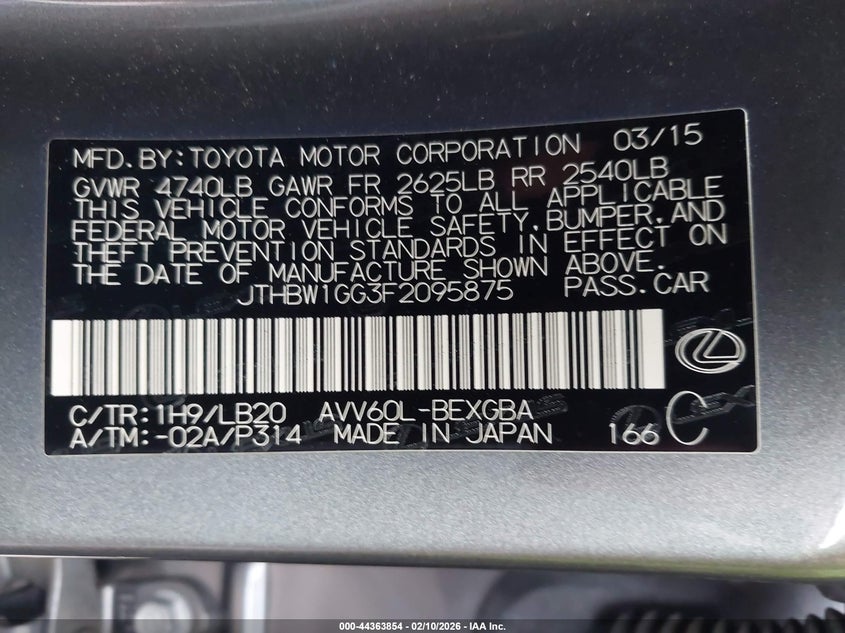 MFD.BY:TOYOTA MOTOR CORPORATION 03/15
GVWR 4740LB GAWR FR 2625LB RR 2540LB
THIS VEHICLE CONFORMS TO ALL APPLICABLE
FEDERAL MOTOR VEHICLE SAFETY,BUMPER,AND
THEFT PREVENTION STANDARDS IN EFFECT ON
THE DATE OF MANUFACTURE SHOWN ABOVE.
JTHBW1GG3F2095875 PASS.CAR
C/TR:1H9/LB20 AVV60L-BEXGBA
A/TM:-02A/P314 MADE IN JAPAN 166 C
000-44363854 / 02/10/2026 - IAA Inc.